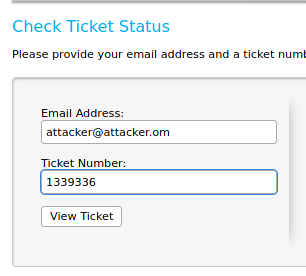 Check Ticket Status
Please provide your email address and a ticket numb
Email Address:
attacker@attacker.om
Ticket Number:
1339336
View Ticket